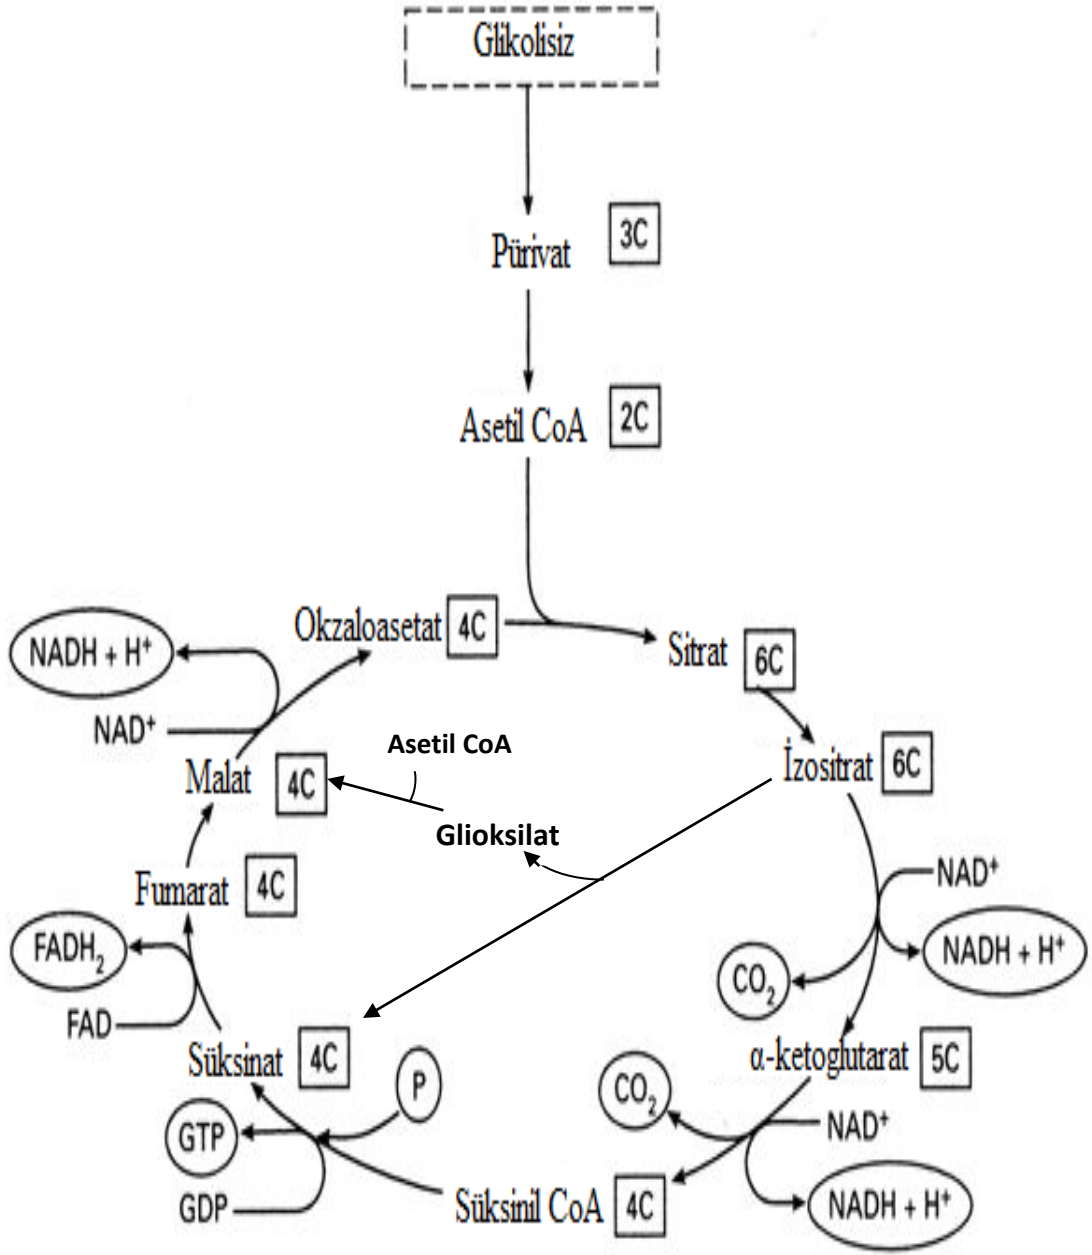 Glikolisiz
Pürivat
3C
Asetil CoA
2C
Okzaloasetat
4C
Sitrat
6C
NADH + H⁺
NAD⁺
Malat
4C
Asetil CoA
Glioksilat
İzositrat
6C
Fumarat
4C
NAD⁺
NADH + H⁺
CO₂
FADH₂
FAD
Süksinat
4C
P
GTP
GDP
α-ketoglutarat
5C
CO₂
NAD⁺
NADH + H⁺
Süksinil CoA
4C